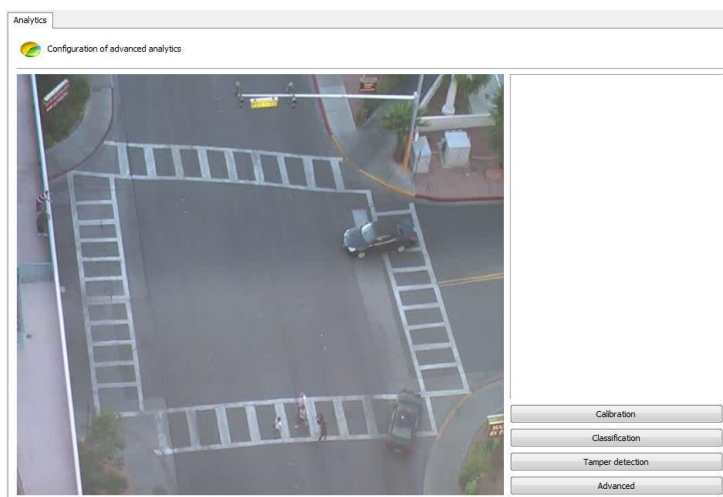 Analytics
Configuration of advanced analytics
Calibration
Classification
Tamper detection
Advanced